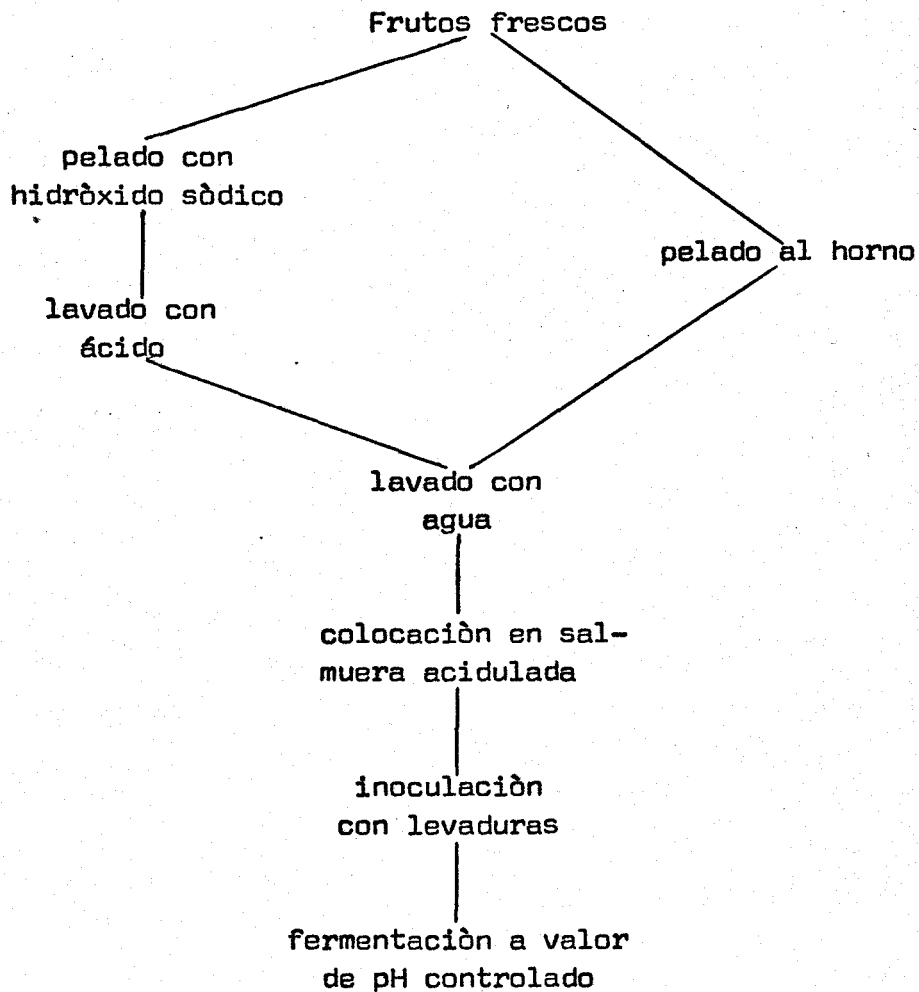 Frutos frescos
pelado con
hidròxido sòdico
pelado al horno
lavado con
ácido
lavado con
agua
colocaciòn en sal-
muera acidulada
inoculaciòn
con levaduras
fermentaciòn a valor
de pH controlado